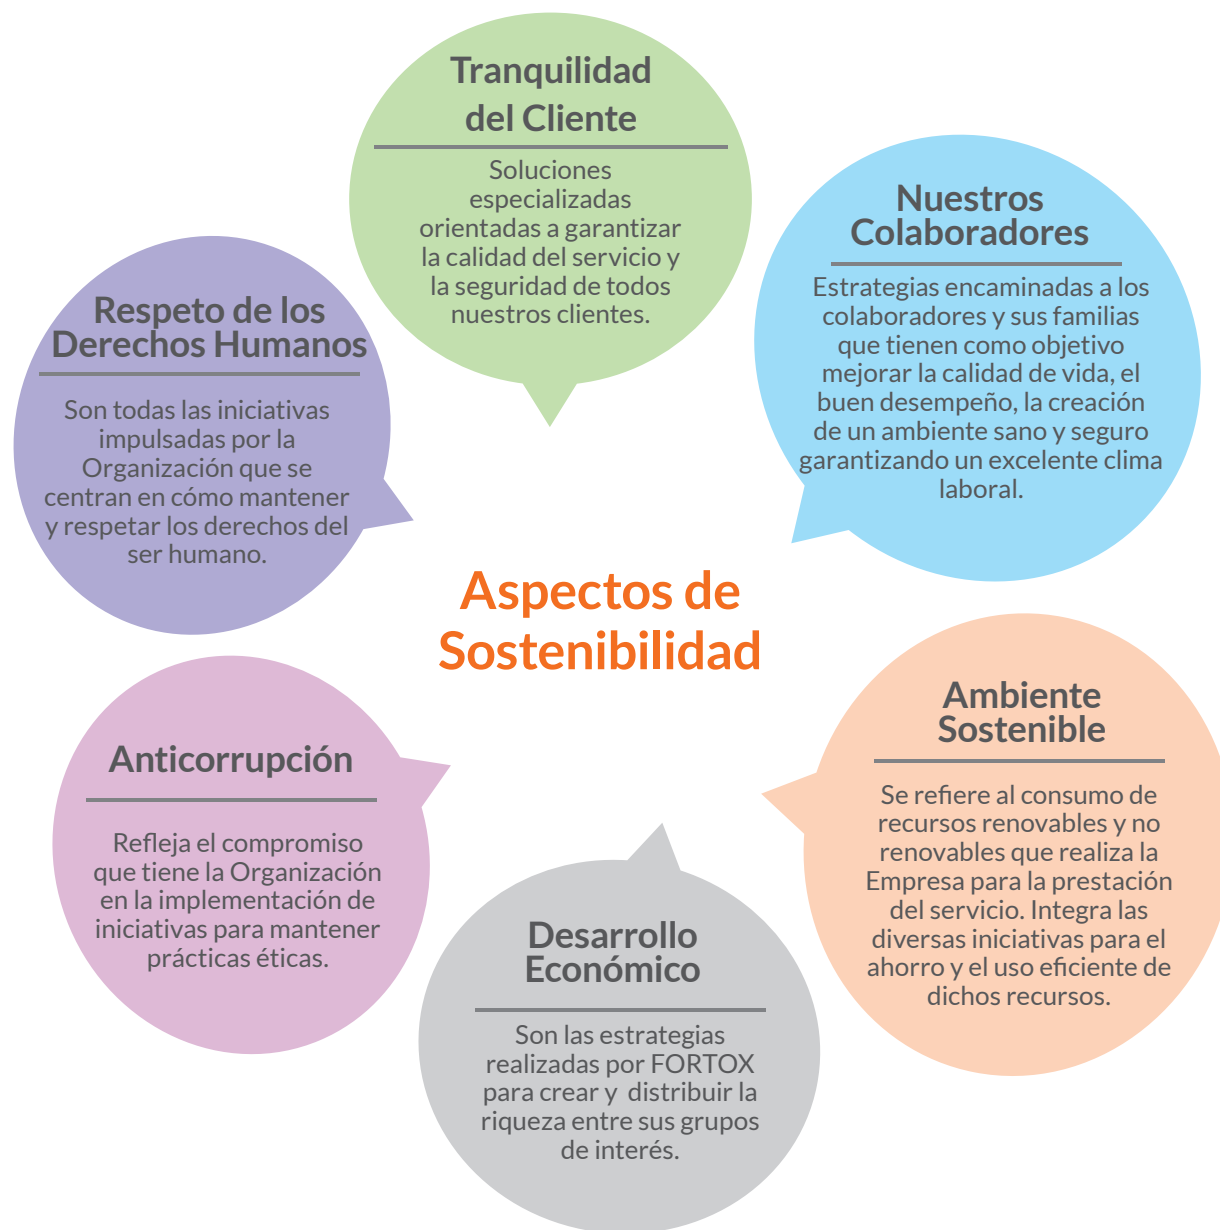 Tranquilidad
del Cliente
Soluciones
especializadas
orientadas a garantizar
la calidad del servicio y
la seguridad de todos
nuestros clientes.
Nuestros
Colaboradores
Estrategias encaminadas a los
colaboradores y sus familias
que tienen como objetivo
mejorar la calidad de vida, el
buen desempeño, la creación
de un ambiente sano y seguro
garantizando un excelente clima
laboral.
Respeto de los
Derechos Humanos
Son todas las iniciativas
impulsadas por la
Organización que se
centran en cómo mantener
y respetar los derechos del
ser humano.
Aspectos de
Sostenibilidad
Ambiente
Sostenible
Se refiere al consumo de
recursos renovables y no
renovables que realiza la
Empresa para la prestación
del servicio. Integra las
diversas iniciativas para el
ahorro y el uso eficiente de
dichos recursos.
Anticorrupción
Refleja el compromiso
que tiene la Organización
en la implementación de
iniciativas para mantener
prácticas éticas.
Desarrollo
Económico
Son las estrategias
realizadas por FORTOX
para crear y  distribuir la
riqueza entre sus grupos
de interés.